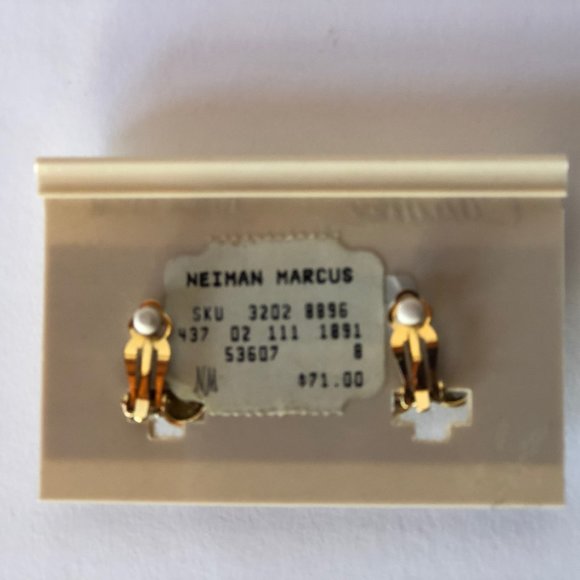 NEIMAN MARCUS
SKU 3202 8896
437 02 111 1891
53607 8
NM $71.00